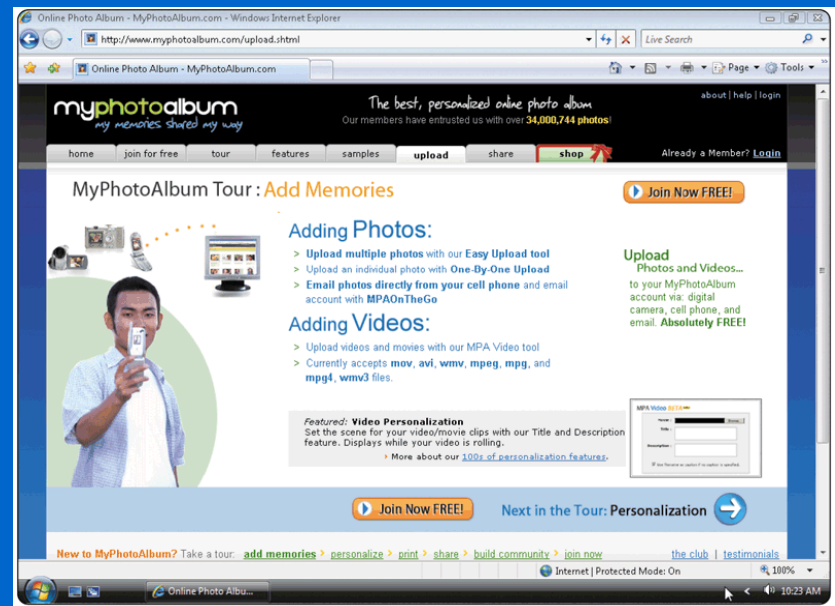 Online Photo Album - MyPhotoAlbum.com - Windows Internet Explorer
http://www.myphotoalbum.com/upload.shtml
Live Search
Online Photo Album - MyPhotoAlbum.com
Page
Tools
myphotoalbum
my memories shared my way
The best, personalized online photo album
Our members have entrusted us with over 34,000,744 photos!
about | help | login
home join for free tour features samples upload share shop
Already a Member? Login
MyPhotoAlbum Tour : Add Memories
Join Now FREE!
Adding Photos:
> Upload multiple photos with our Easy Upload tool
> Upload an individual photo with One-By-One Upload
> Email photos directly from your cell phone and email
account with MPAOnTheGo
Adding Videos:
> Upload videos and movies with our MPA Video tool
> Currently accepts mov, avi, wmv, mpeg, mpg, and
mpg4, wmv3 files.
Upload
Photos and Videos...
to your MyPhotoAlbum
account via: digital
camera, cell phone, and
email. Absolutely FREE!
Featured: Video Personalization
Set the scene for your video/movie clips with our Title and Description
feature. Displays while your video is rolling.
More about our 100s of personalization features.
MPA Video BETA
Title
Description
Join Now FREE!
Next in the Tour: Personalization
New to MyPhotoAlbum? Take a tour: add memories > personalize > print > share > build community > join now
the club | testimonials
Internet | Protected Mode: On
100%
Online Photo Albu...
10:23 AM